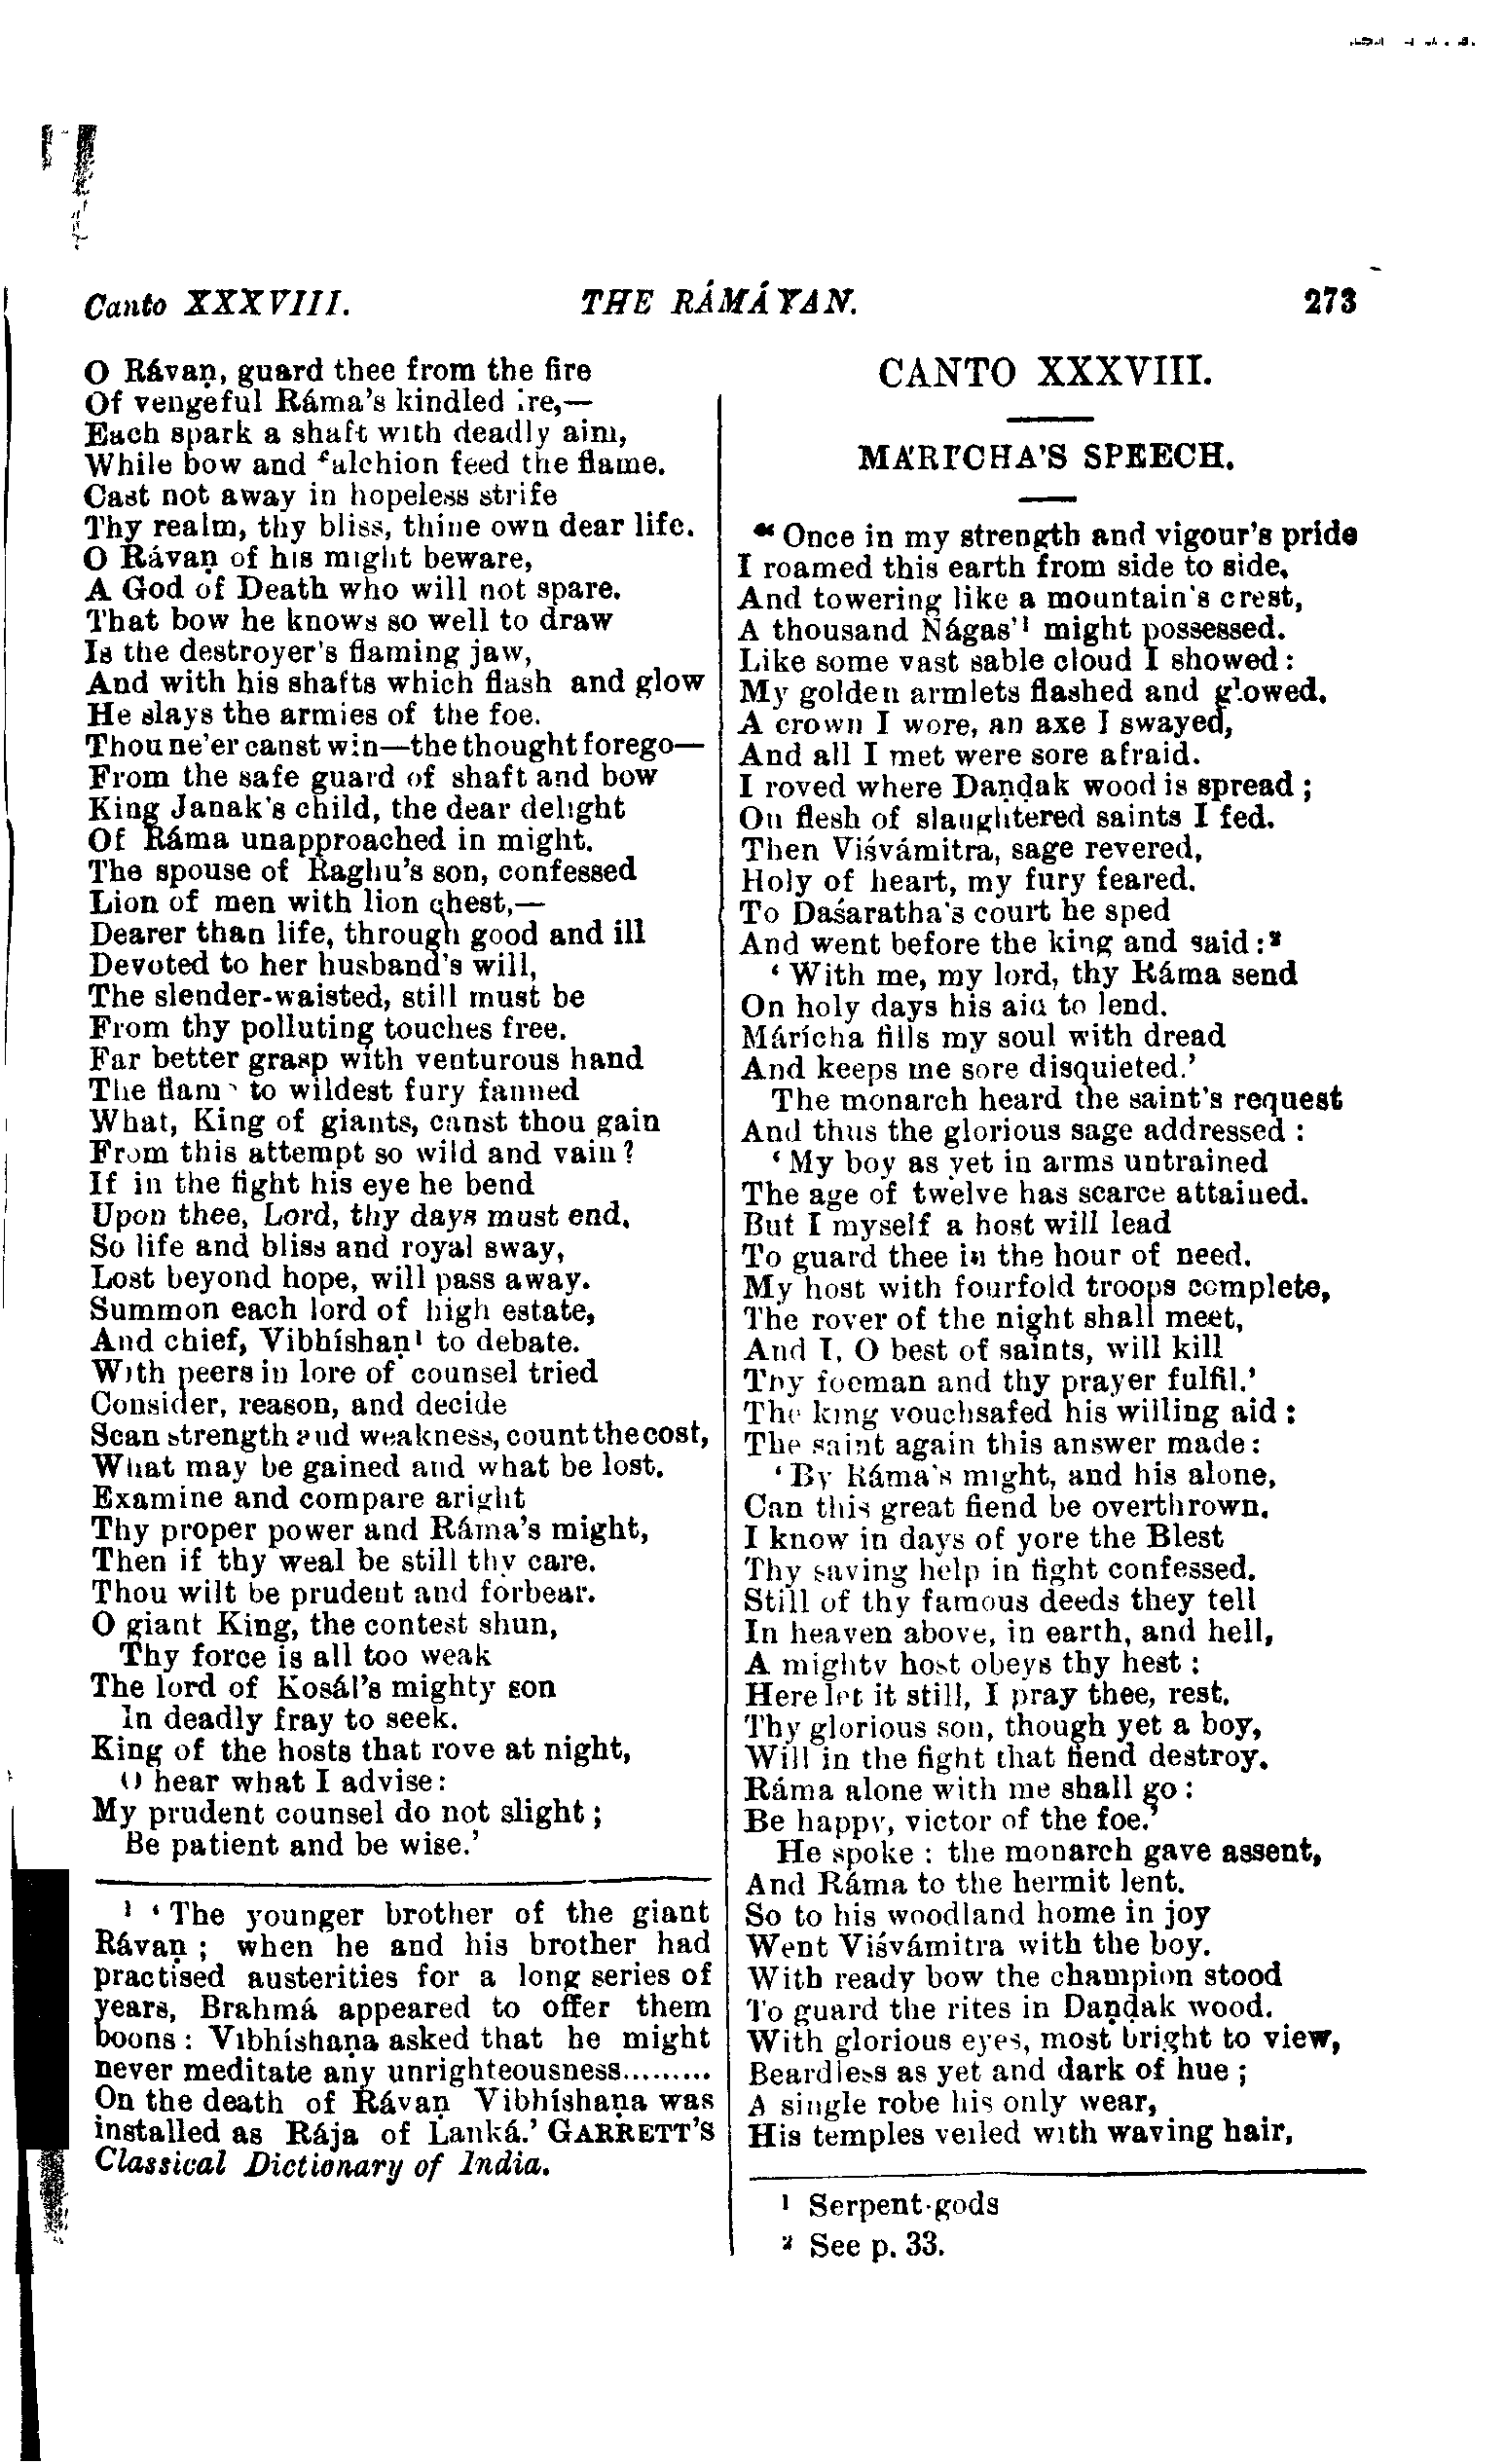 Canto XXXVIII. THE RÁMÁYAN. 273
O Rávaṇ, guard thee from the fire
Of vengeful Ráma's kindled ire,—
Each spark a shaft with deadly aim,
While bow and falchion feed the flame.
Cast not away in hopeless strife
Thy realm, thy bliss, thine own dear life.
O Rávaṇ of his might beware,
A God of Death who will not spare.
That bow he knows so well to draw
Is the destroyer's flaming jaw,
And with his shafts which flash and glow
He slays the armies of the foe.
Thou ne'er canst win—the thought forego—
From the safe guard of shaft and bow
King Janak's child, the dear delight
Of Ráma unapproached in might.
The spouse of Raghu's son, confessed
Lion of men with lion chest,—
Dearer than life, through good and ill
Devoted to her husband's will,
The slender-waisted, still must be
From thy polluting touches free.
Far better grasp with venturous hand
The flame to wildest fury fanned
What, King of giants, canst thou gain
From this attempt so wild and vain?
If in the fight his eye he bend
Upon thee, Lord, thy days must end.
So life and bliss and royal sway,
Lost beyond hope, will pass away.
Summon each lord of high estate,
And chief, Vibhíshaṇ¹ to debate.
With peers in lore of counsel tried
Consider, reason, and decide
Scan strength and weakness, count the cost,
What may be gained and what be lost.
Examine and compare aright
Thy proper power and Ráma's might,
Then if thy weal be still thy care.
Thou wilt be prudent and forbear.
O giant King, the contest shun,
Thy force is all too weak
The lord of Kosál's mighty son
In deadly fray to seek.
King of the hosts that rove at night,
O hear what I advise:
My prudent counsel do not slight;
Be patient and be wise.'
¹ 'The younger brother of the giant
Rávaṇ; when he and his brother had
practised austerities for a long series of
years, Brahmá appeared to offer them
boons: Vibhíshaṇa asked that he might
never meditate any unrighteousness.........
On the death of Rávaṇ Vibhíshaṇa was
installed as Rája of Lanká.' GARRETT'S
Classical Dictionary of India.
CANTO XXXVIII.
MÁRÍCHA'S SPEECH.
"Once in my strength and vigour's pride
I roamed this earth from side to side,
And towering like a mountain's crest,
A thousand Nágas'¹ might possessed.
Like some vast sable cloud I showed:
My golden armlets flashed and glowed.
A crown I wore, an axe I swayed,
And all I met were sore afraid.
I roved where Daṇḍak wood is spread;
On flesh of slaughtered saints I fed.
Then Viśvámitra, sage revered,
Holy of heart, my fury feared.
To Daśaratha's court he sped
And went before the king and said:²
'With me, my lord, thy Ráma send
On holy days his aid to lend.
Márícha fills my soul with dread
And keeps me sore disquieted.'
The monarch heard the saint's request
And thus the glorious sage addressed:
'My boy as yet in arms untrained
The age of twelve has scarce attained.
But I myself a host will lead
To guard thee in the hour of need.
My host with fourfold troops complete,
The rover of the night shall meet,
And I, O best of saints, will kill
Thy foeman and thy prayer fulfil.'
The king vouchsafed his willing aid:
The saint again this answer made:
'By Ráma's might, and his alone,
Can this great fiend be overthrown.
I know in days of yore the Blest
Thy saving help in fight confessed.
Still of thy famous deeds they tell
In heaven above, in earth, and hell,
A mighty host obeys thy hest:
Here let it still, I pray thee, rest.
Thy glorious son, though yet a boy,
Will in the fight that fiend destroy.
Ráma alone with me shall go:
Be happy, victor of the foe.'
He spoke: the monarch gave assent,
And Ráma to the hermit lent.
So to his woodland home in joy
Went Viśvámitra with the boy.
With ready bow the champion stood
To guard the rites in Daṇḍak wood.
With glorious eyes, most bright to view,
Beardless as yet and dark of hue;
A single robe his only wear,
His temples veiled with waving hair,
¹ Serpent-gods
² See p. 33.